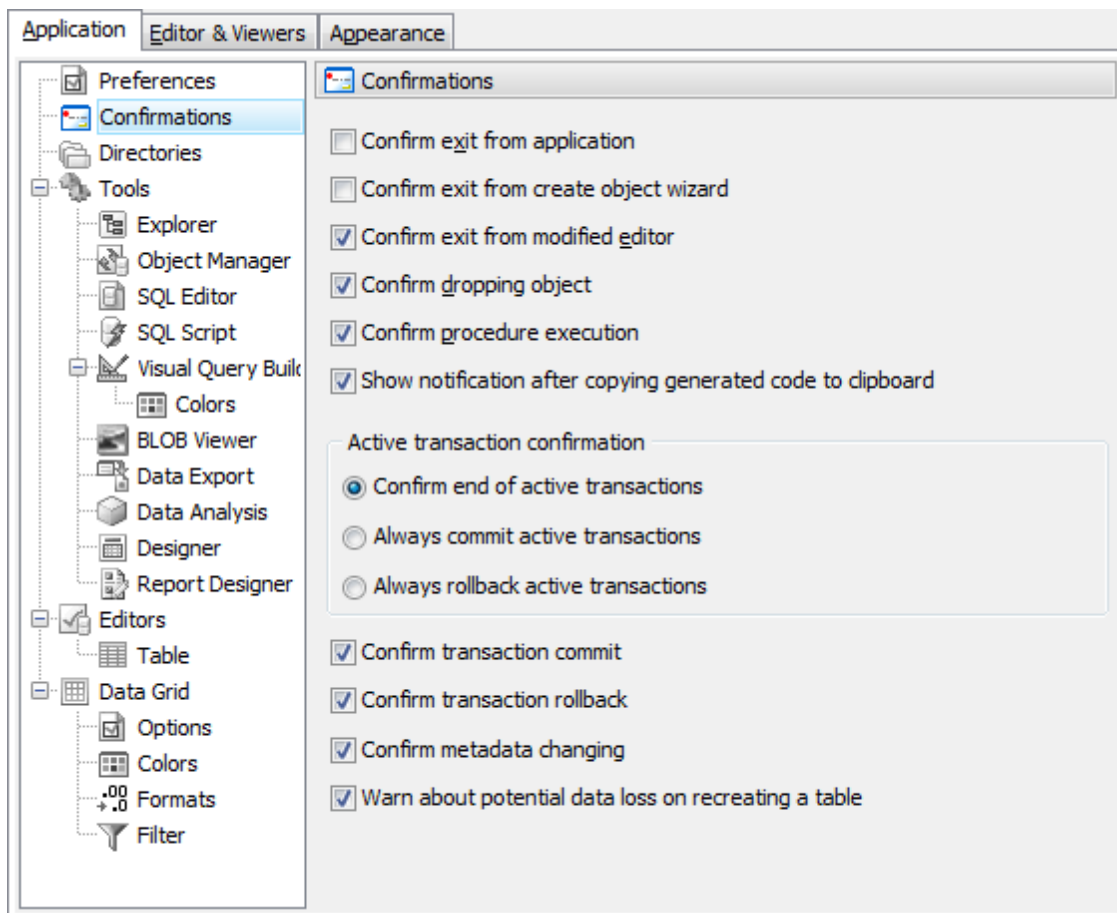 Application
Editor & Viewers
Appearance
Preferences
Confirmations
Directories
Tools
Explorer
Object Manager
SQL Editor
SQL Script
Visual Query Builc
Colors
BLOB Viewer
Data Export
Data Analysis
Designer
Report Designer
Editors
Table
Data Grid
Options
Colors
.00
+.0
Formats
Filter
Confirmations
Confirm exit from application
Confirm exit from create object wizard
Confirm exit from modified editor
Confirm dropping object
Confirm procedure execution
Show notification after copying generated code to clipboard
Active transaction confirmation
Confirm end of active transactions
Always commit active transactions
Always rollback active transactions
Confirm transaction commit
Confirm transaction rollback
Confirm metadata changing
Warn about potential data loss on recreating a table